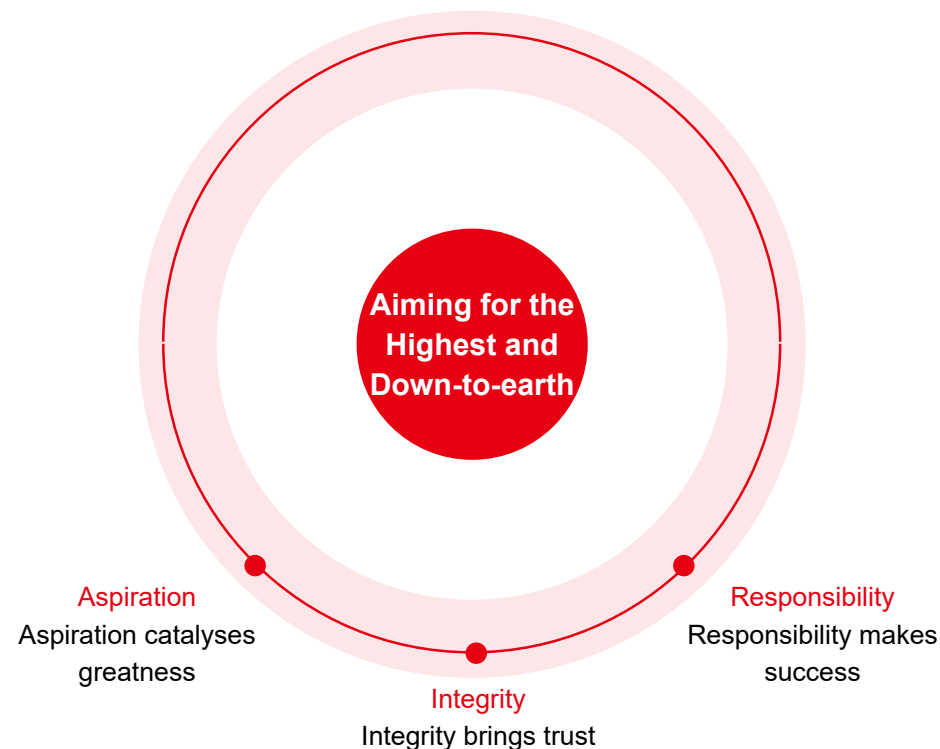 Aiming for the
Highest and
Down-to-earth
Aspiration
Aspiration catalyses
greatness
Integrity
Integrity brings trust
Responsibility
Responsibility makes
success